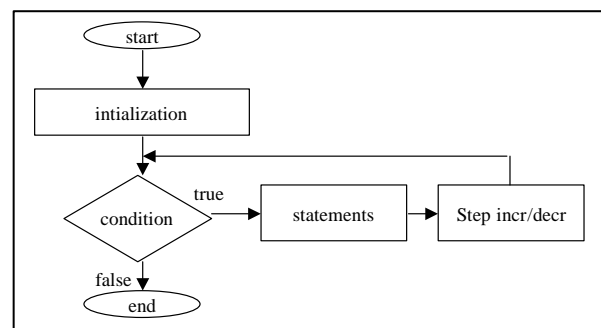 start
intialization
true
condition
statements
Step incr/decr
false
end